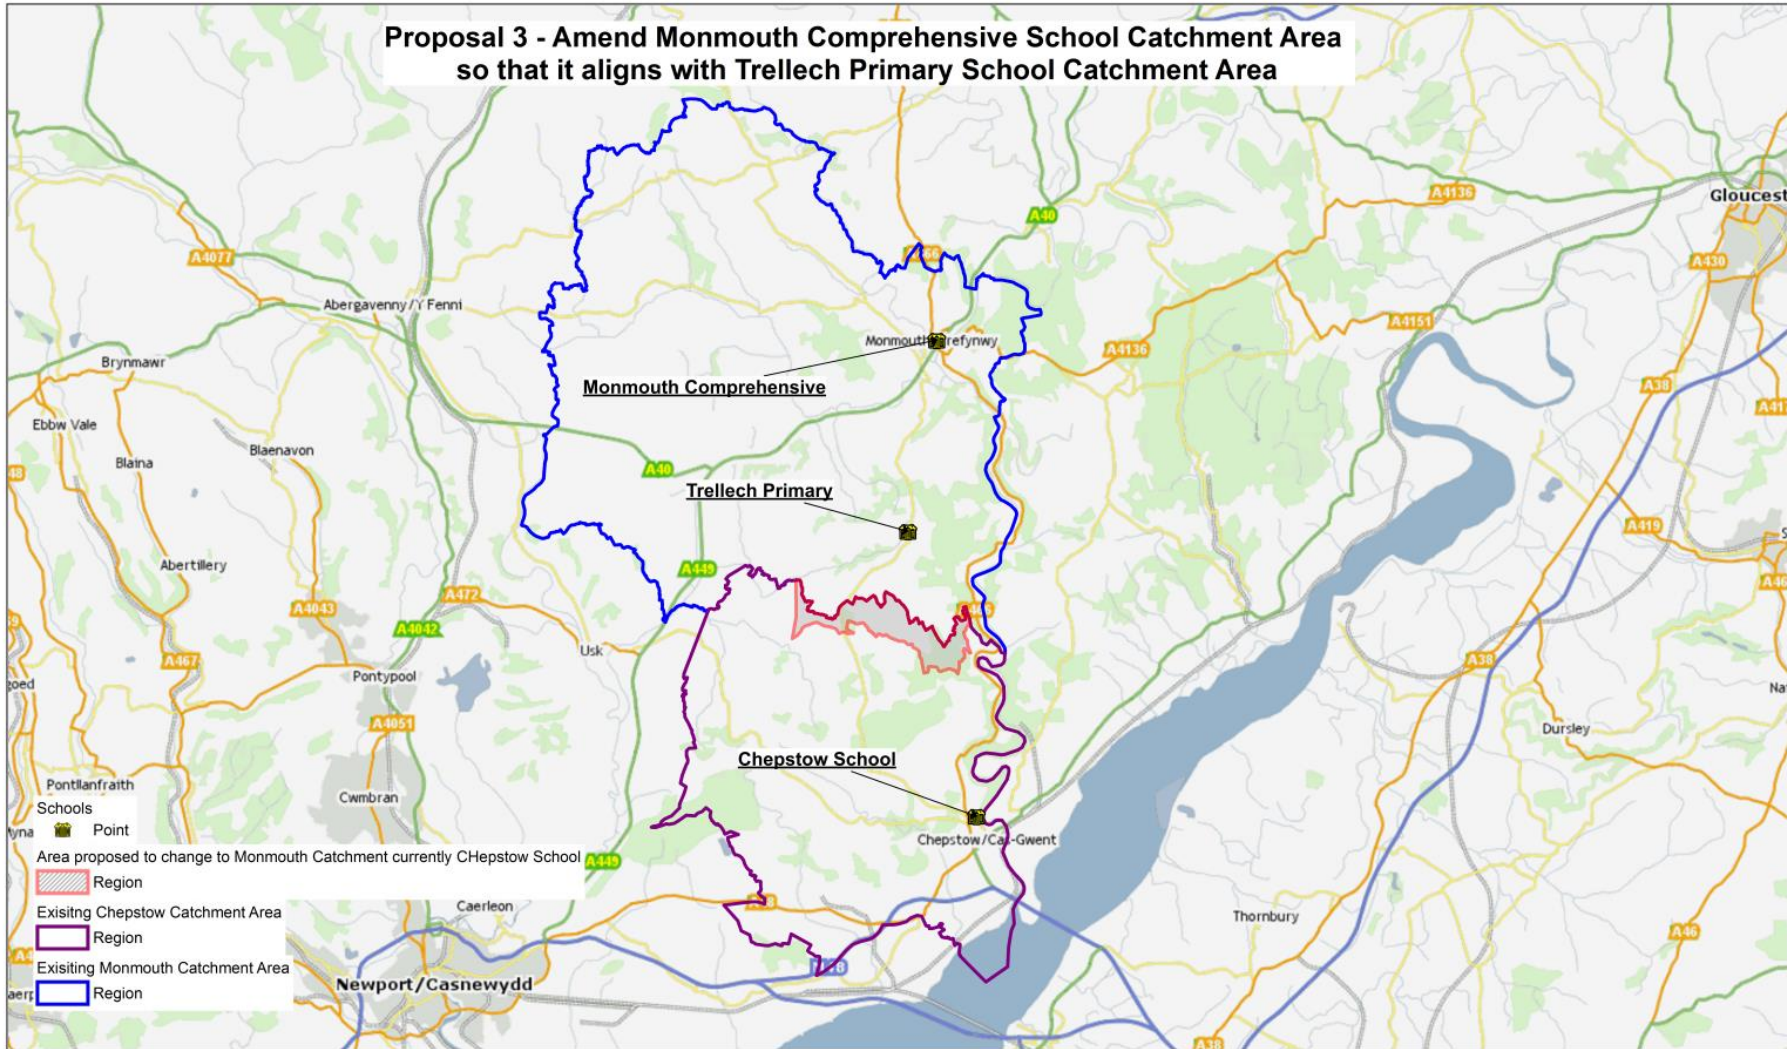 Proposal 3 - Amend Monmouth Comprehensive School Catchment Area
so that it aligns with Trellech Primary School Catchment Area
A40
A4136
Gloucest
A4077
A430
Abergavenny/Y Fenni
A4151
Brynmawr
A4136
Monmouth Comprehensive
A38
Ebbw Vale
Blaenavon
Blaina
A40
Trellech Primary
A419
Abertillery
A449
A472
A4043
A4042
Usk
A467
A38
Pontypool
A4051
Dursley
Chepstow School
Pontllanfraith
Cwmbran
Schools
Point
Area proposed to change to Monmouth Catchment currently CHepstow School
Region
A449
Exisitng Chepstow Catchment Area
Region
Caerleon
Thornbury
A46
Exisiting Monmouth Catchment Area
Region
Newport/Casnewydd
A38